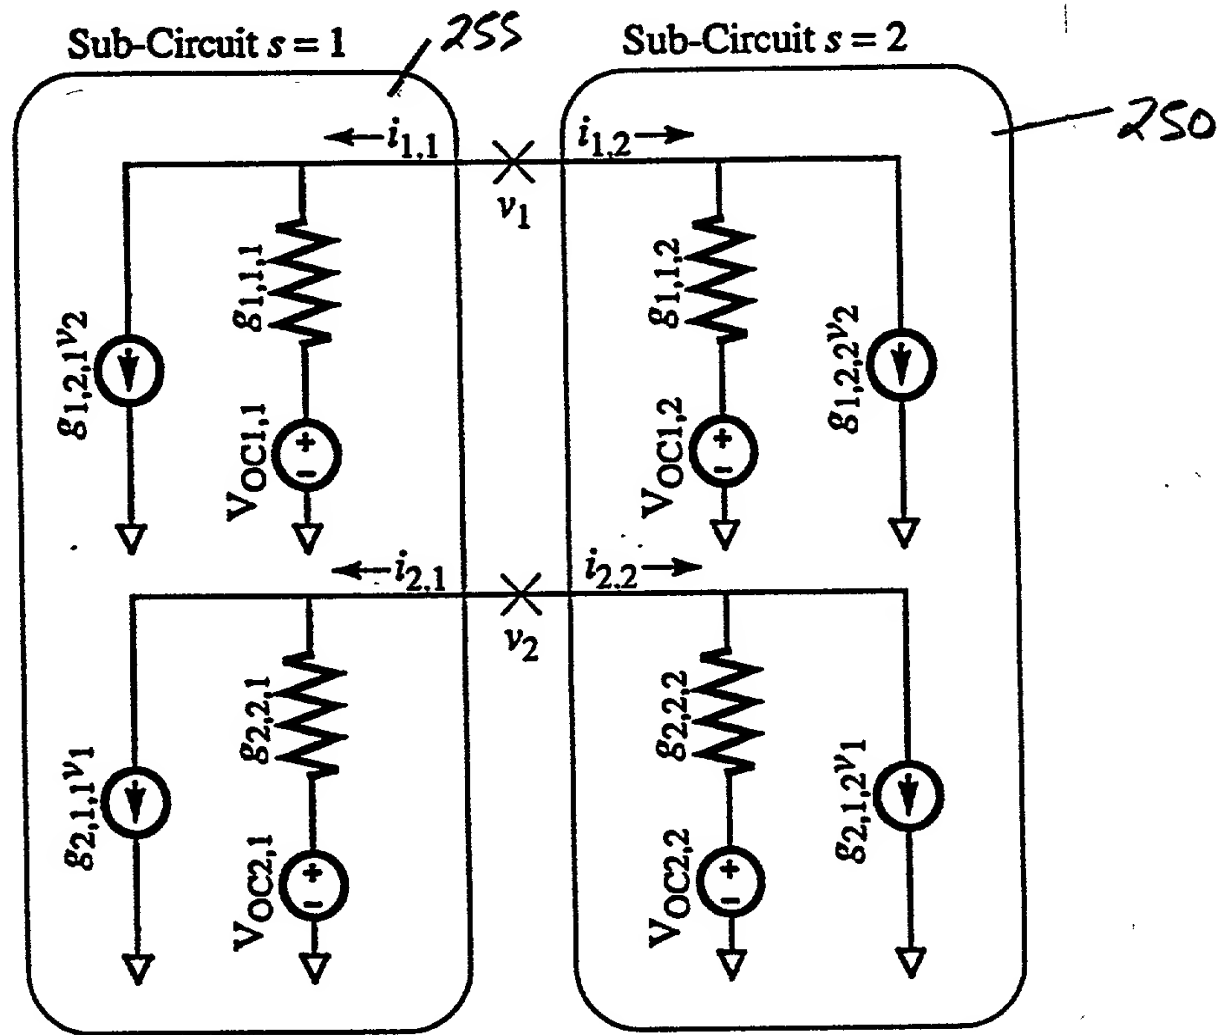 Sub-Circuit s = 1
255
Sub-Circuit s = 2
250
i1,1
i1,2
v1
g1,2,1v2
g1,1,1
VOC1,1
g1,1,2
VOC1,2
g1,2,2v2
+
−
+
−
i2,1
i2,2
v2
g2,1,1v1
g2,2,1
VOC2,1
g2,2,2
VOC2,2
g2,1,2v1
+
−
+
−